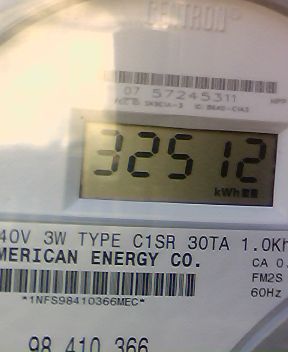 CENTRON
07 57245311
32512
kWh
40V 3W TYPE C1SR 30TA 1.0Kh
MERICAN ENERGY CO.
CA 0.
FM2S
60Hz
*1NFS98410366MEC*
98 410 366